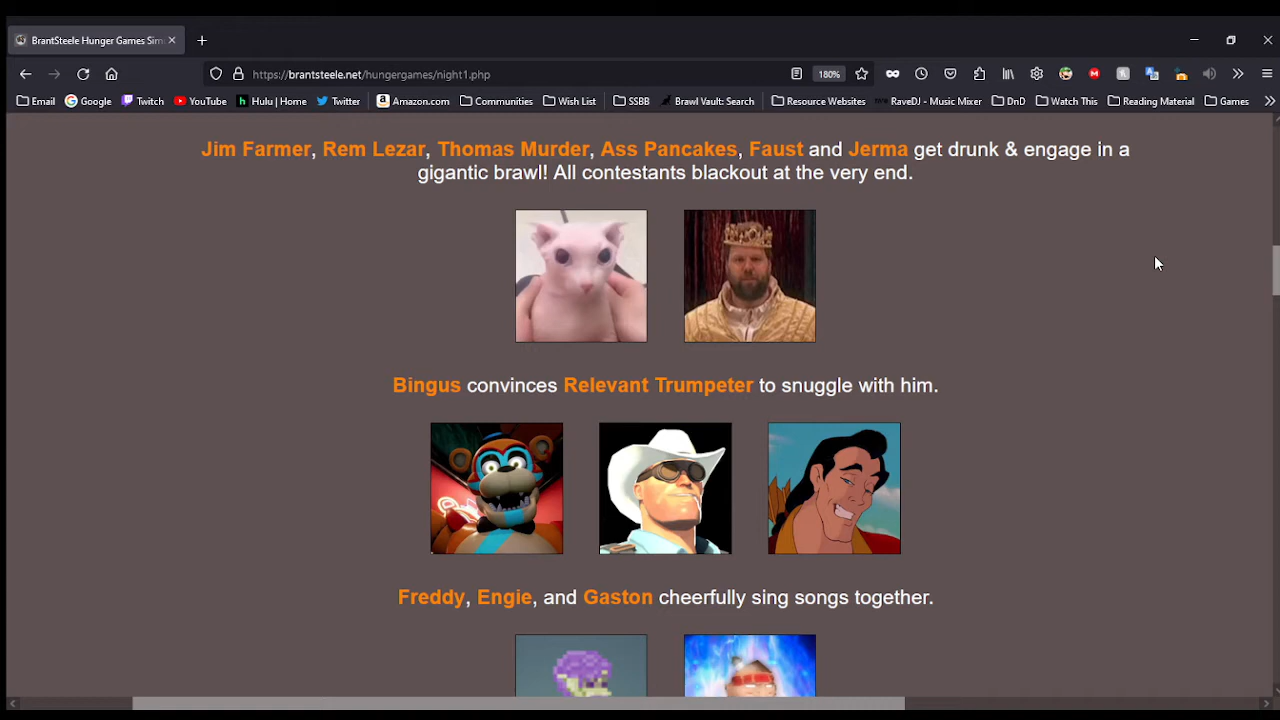 BrantSteele Hunger Games Sim
https://brantsteele.net/hungergames/night1.php
180%
Email
Google
Twitch
YouTube
Hulu | Home
Twitter
Amazon.com
Communities
Wish List
SSBB
Brawl Vault: Search
Resource Websites
RaveDJ - Music Mixer
DnD
Watch This
Reading Material
Games
Jim Farmer, Rem Lezar, Thomas Murder, Ass Pancakes, Faust and Jerma get drunk & engage in a
gigantic brawl! All contestants blackout at the very end.
Bingus convinces Relevant Trumpeter to snuggle with him.
Freddy, Engie, and Gaston cheerfully sing songs together.